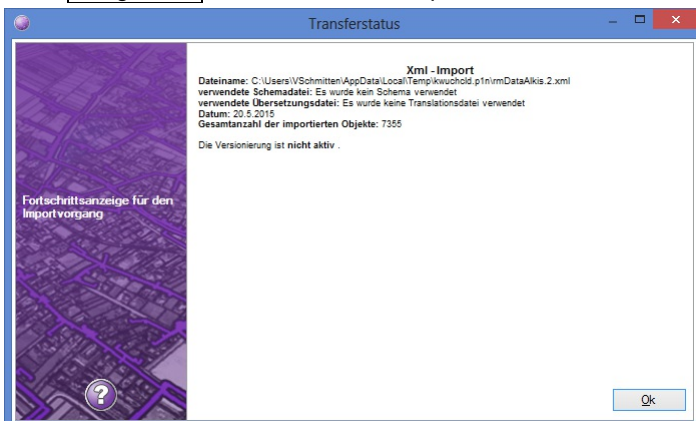 Transferstatus
Xml - Import
Dateiname: C:\Users\VSchmitten\AppData\Local\Temp\kwuchold.p1n\rmDataAlkis.2.xml
verwendete Schemadatei: Es wurde kein Schema verwendet
verwendete Übersetzungsdatei: Es wurde keine Translationsdatei verwendet
Datum: 20.5.2015
Gesamtanzahl der importierten Objekte: 7355
Die Versionierung ist nicht aktiv .
Fortschrittsanzeige für den
Importvorgang
?
Ok